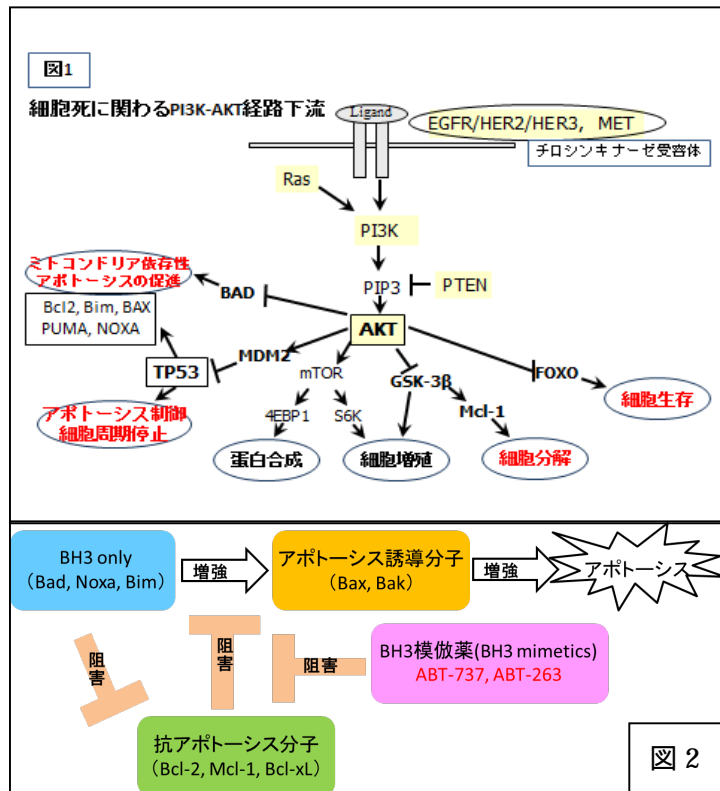 図1
細胞死に関わるPI3K-AKT経路下流
Ligand
EGFR/HER2/HER3, MET
チロシンキナーゼ受容体
Ras
PI3K
ミトコンドリア依存性
アポトーシスの促進
BAD
PIP3
PTEN
Bcl2, Bim, BAX
PUMA, NOXA
AKT
TP53
MDM2
mTOR
GSK-3β
FOXO
4EBP1
S6K
Mcl-1
細胞生存
アポトーシス制御
細胞周期停止
蛋白合成
細胞増殖
細胞分解
BH3 only
(Bad, Noxa, Bim)
増強
アポトーシス誘導分子
(Bax, Bak)
増強
アポトーシス
阻害
阻害
阻害
BH3模倣薬(BH3 mimetics)
ABT-737, ABT-263
抗アポトーシス分子
(Bcl-2, Mcl-1, Bcl-xL)
図 2